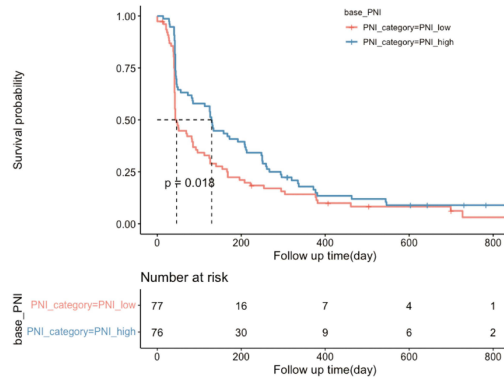 base_PNI
PNI_category=PNI_low
PNI_category=PNI_high
Survival probability
1.00
0.75
0.50
0.25
0.00
p = 0.018
0 200 400 600 800
Follow up time(day)
Number at risk
base_PNI
PNI_category=PNI_low 77 16 7 4 1
PNI_category=PNI_high 76 30 9 6 2
0 200 400 600 800
Follow up time(day)